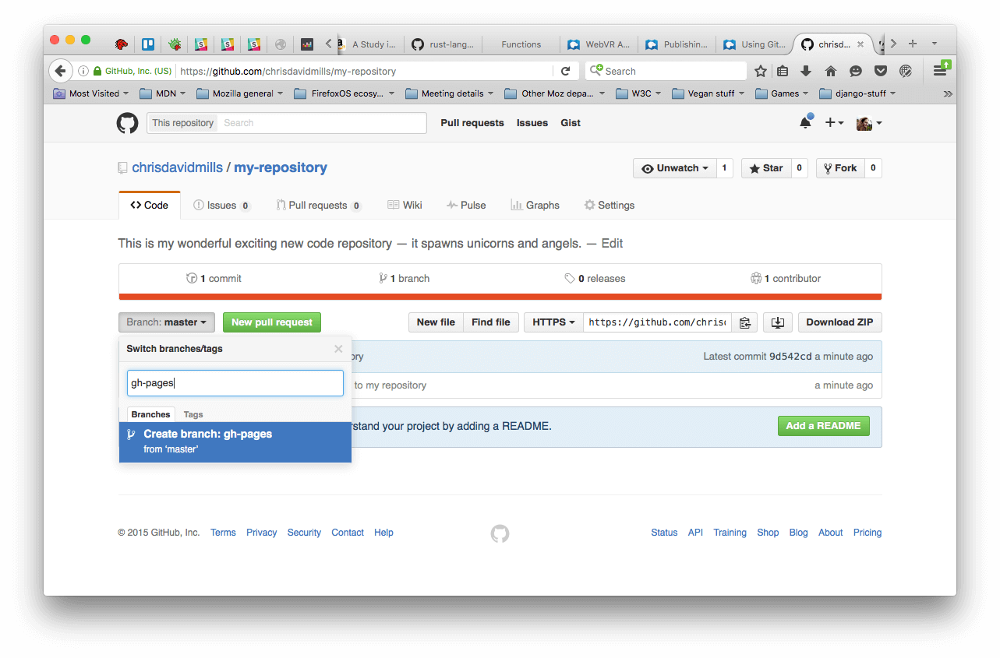 A Study i... rust-lang... Functions WebVR A... Publishin... Using Git... chrisd...
GitHub, Inc. (US) https://github.com/chrisdavidmills/my-repository Search
Most Visited MDN Mozilla general FirefoxOS ecosy... Meeting details Other Moz depa... W3C Vegan stuff Games django-stuff
This repository Search Pull requests Issues Gist
chrisdavidmills / my-repository Unwatch 1 Star 0 Fork 0
Code Issues 0 Pull requests 0 Wiki Pulse Graphs Settings
This is my wonderful exciting new code repository — it spawns unicorns and angels. — Edit
1 commit 1 branch 0 releases 1 contributor
Branch: master New pull request New file Find file HTTPS https://github.com/chrisd Download ZIP
Switch branches/tags
ory Latest commit 9d542cd a minute ago
gh-pages
to my repository a minute ago
Branches Tags
Create branch: gh-pages
from 'master'
rstand your project by adding a README. Add a README
© 2015 GitHub, Inc. Terms Privacy Security Contact Help Status API Training Shop Blog About Pricing